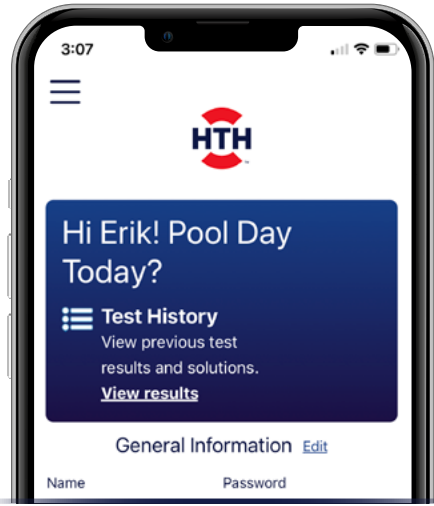 3:07
HTH
Hi Erik! Pool Day
Today?
Test History
View previous test
results and solutions.
View results
General Information Edit
Name Password